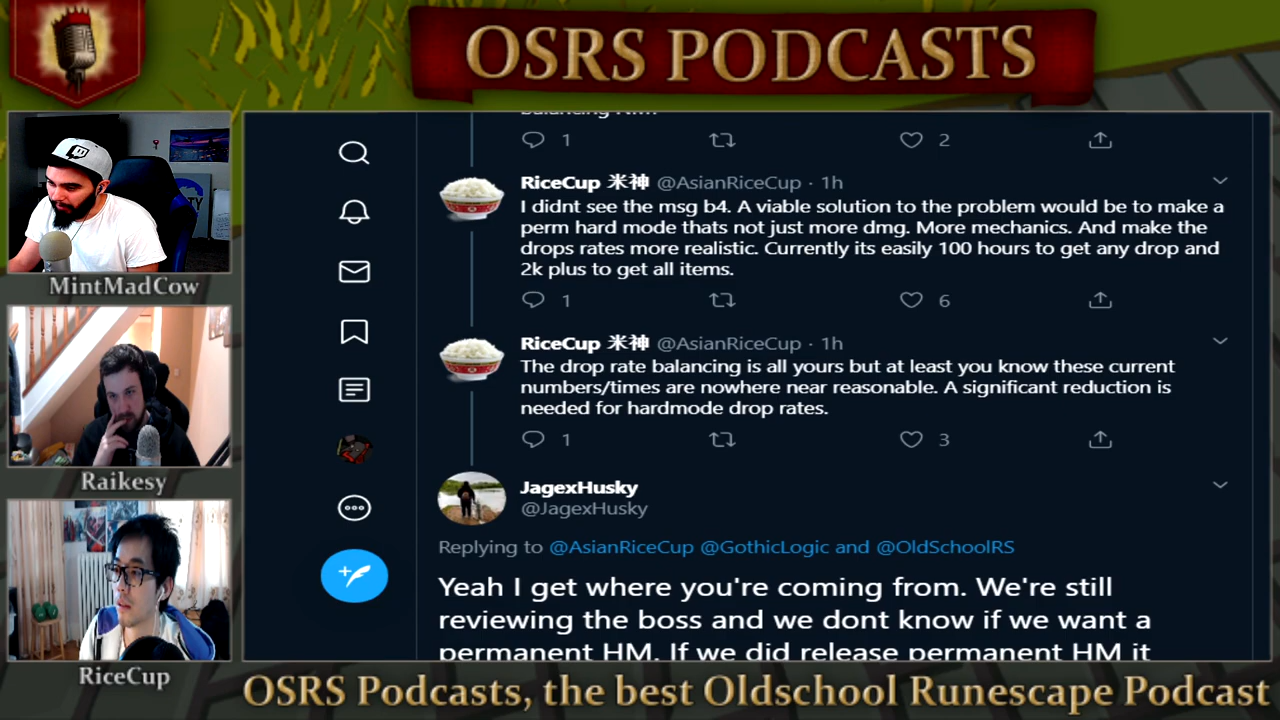 OSRS PODCASTS
MintMadCow
Raikesy
RiceCup
1
2
RiceCup 米神 @AsianRiceCup · 1h
I didnt see the msg b4. A viable solution to the problem would be to make a
perm hard mode thats not just more dmg. More mechanics. And make the
drops rates more realistic. Currently its easily 100 hours to get any drop and
2k plus to get all items.
1
6
RiceCup 米神 @AsianRiceCup · 1h
The drop rate balancing is all yours but at least you know these current
numbers/times are nowhere near reasonable. A significant reduction is
needed for hardmode drop rates.
1
3
JagexHusky
@JagexHusky
Replying to @AsianRiceCup @GothicLogic and @OldSchoolRS
Yeah I get where you're coming from. We're still
reviewing the boss and we dont know if we want a
permanent HM. If we did release permanent HM it
OSRS Podcasts, the best Oldschool Runescape Podcast